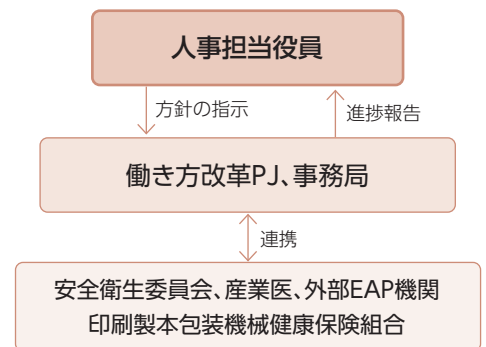 人事担当役員
方針の指示
進捗報告
働き方改革PJ、事務局
連携
安全衛生委員会、産業医、外部EAP機関
印刷製本包装機械健康保険組合